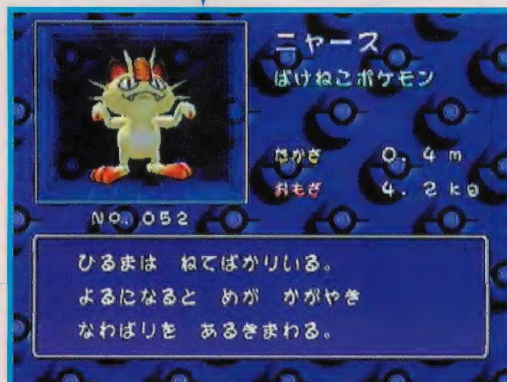 ニャース
ばけねこポケモン
たかさ 0.4m
おもさ 4.2kg
NO.052
ひるまは ねてばかりいる。
よるになると めが かがやき
なわばりを あるきまわる。